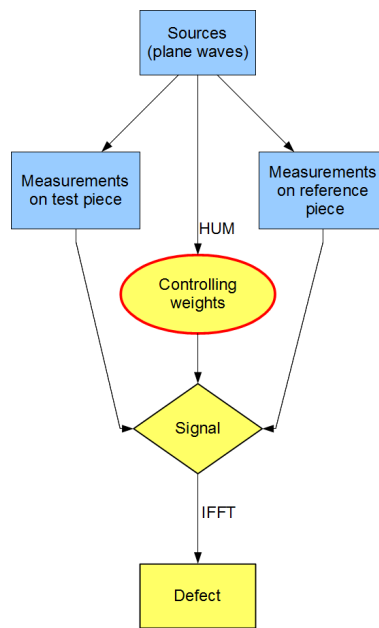 Sources
(plane waves)
Measurements
on test piece
Measurements
on reference
piece
HUM
Controlling
weights
Signal
IFFT
Defect